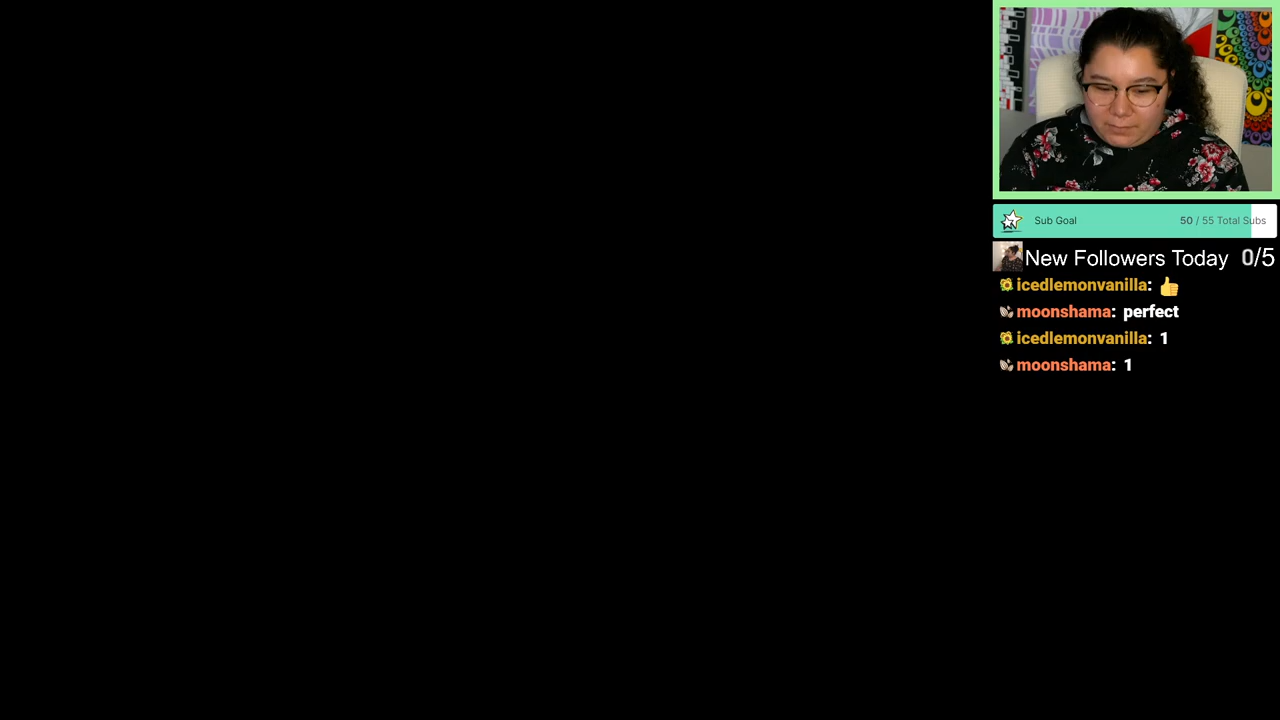 Sub Goal 50 / 55 Total Subs
New Followers Today 0/5
icedlemonvanilla: 👍
moonshama: perfect
icedlemonvanilla: 1
moonshama: 1